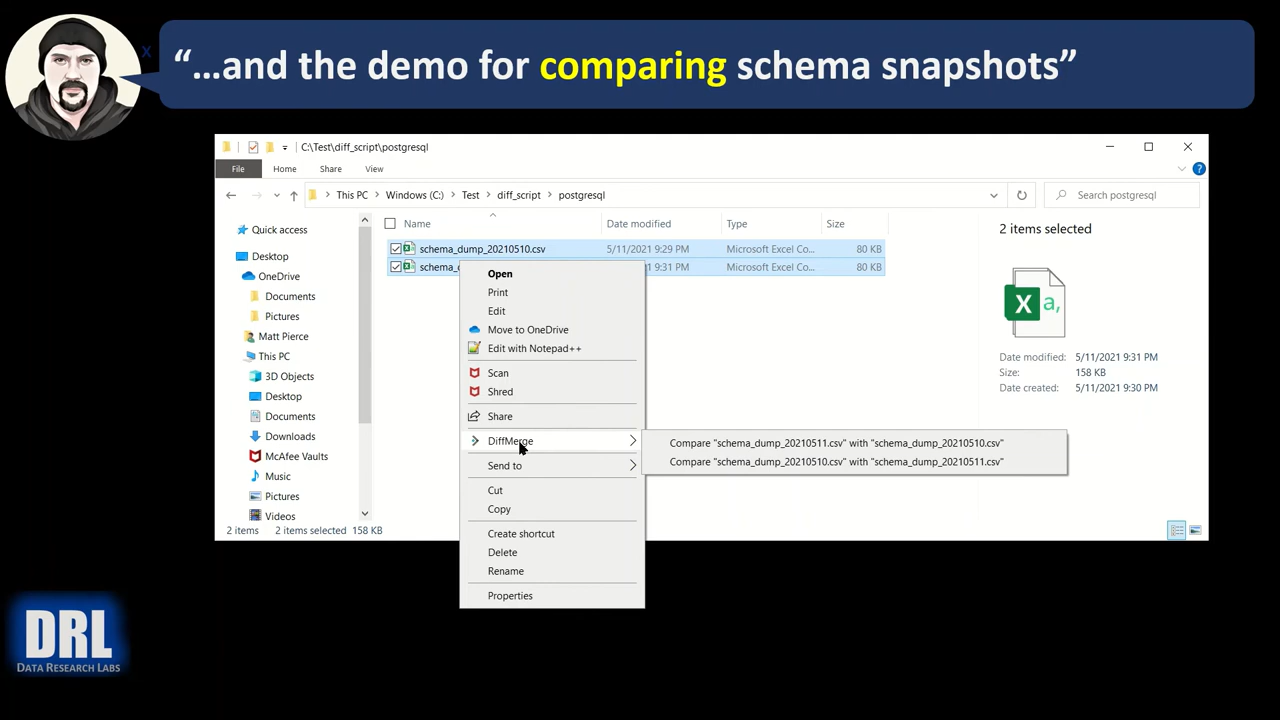 x
“…and the demo for comparing schema snapshots”
C:\Test\diff_script\postgresql
File Home Share View
This PC Windows (C:) Test diff_script postgresql
Search postgresql
Name Date modified Type Size
Quick access
Desktop
OneDrive
Documents
Pictures
Matt Pierce
This PC
3D Objects
Desktop
Documents
Downloads
McAfee Vaults
Music
Pictures
Videos
schema_dump_20210510.csv 5/11/2021 9:29 PM Microsoft Excel Co... 80 KB
schema_ 9:31 PM Microsoft Excel Co... 80 KB
Open
Print
Edit
Move to OneDrive
Edit with Notepad++
Scan
Shred
Share
DiffMerge
Send to
Cut
Copy
Create shortcut
Delete
Rename
Properties
Compare "schema_dump_20210511.csv" with "schema_dump_20210510.csv"
Compare "schema_dump_20210510.csv" with "schema_dump_20210511.csv"
2 items selected
X a,
Date modified: 5/11/2021 9:31 PM
Size: 158 KB
Date created: 5/11/2021 9:30 PM
2 items 2 items selected 158 KB
DRL
DATA RESEARCH LABS